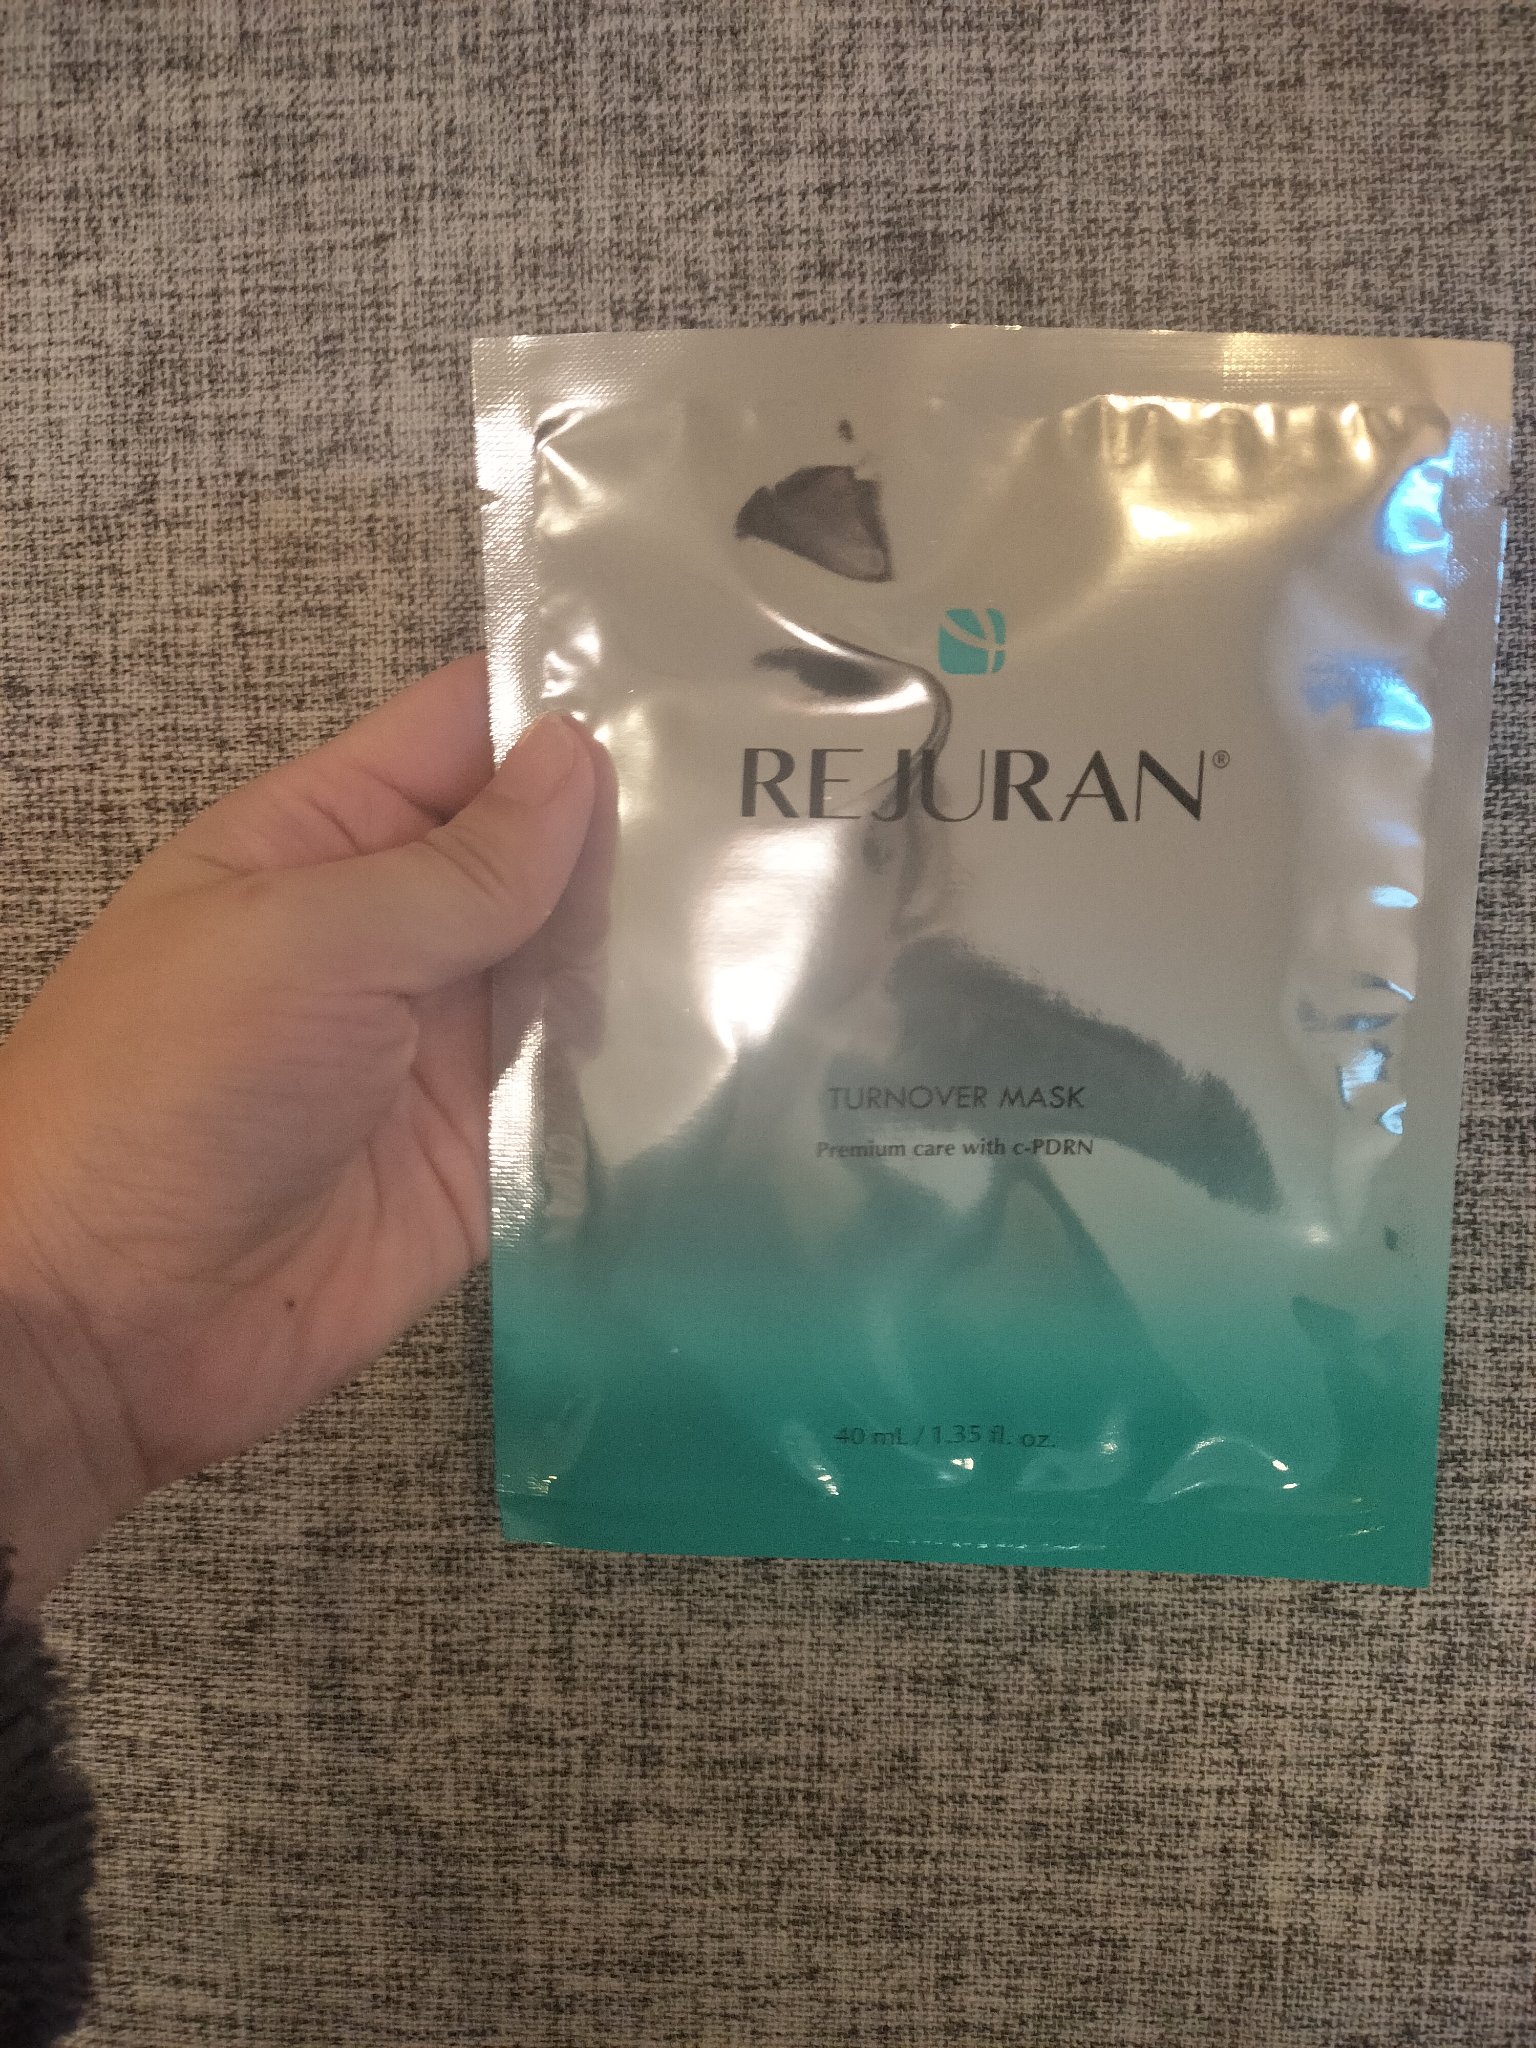 REJURAN®
TURNOVER MASK
Premium care with c-PDRN
40 mL / 1.35 fl. oz.